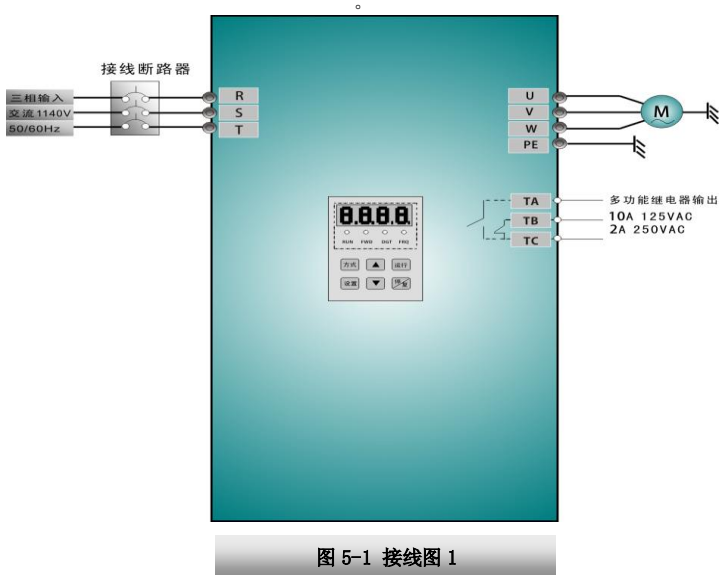 。
接线断路器
三相输入
交流1140V
50/60Hz
R
S
T
U
V
W
PE
M
TA
TB
TC
多功能继电器输出
10A 125VAC
2A 250VAC
8.8.8.8.
RUN FWD DGT FRQ
方式 ▲ 运行
设置 ▼ 停/复
图 5-1 接线图 1